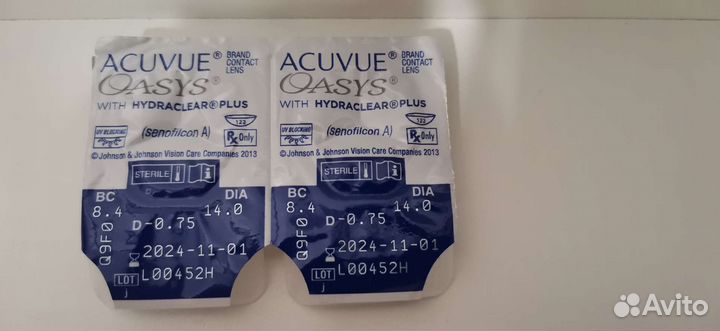 ACUVUE® BRAND CONTACT LENS
OASYS®
WITH HYDRACLEAR® PLUS
UV BLOCKING (senofilcon A) 123 Rx Only
© Johnson & Johnson Vision Care Companies 2013
STERILE i
BC DIA
8.4 14.0
Q9F0 D-0.75
2024-11-01
LOT L00452H
j
ACUVUE® BRAND CONTACT LENS
OASYS®
WITH HYDRACLEAR® PLUS
UV BLOCKING (senofilcon A) 123 Rx Only
© Johnson & Johnson Vision Care Companies 2013
STERILE i
BC DIA
8.4 14.0
Q9F0 D-0.75
2024-11-01
LOT L00452H
j
Avito